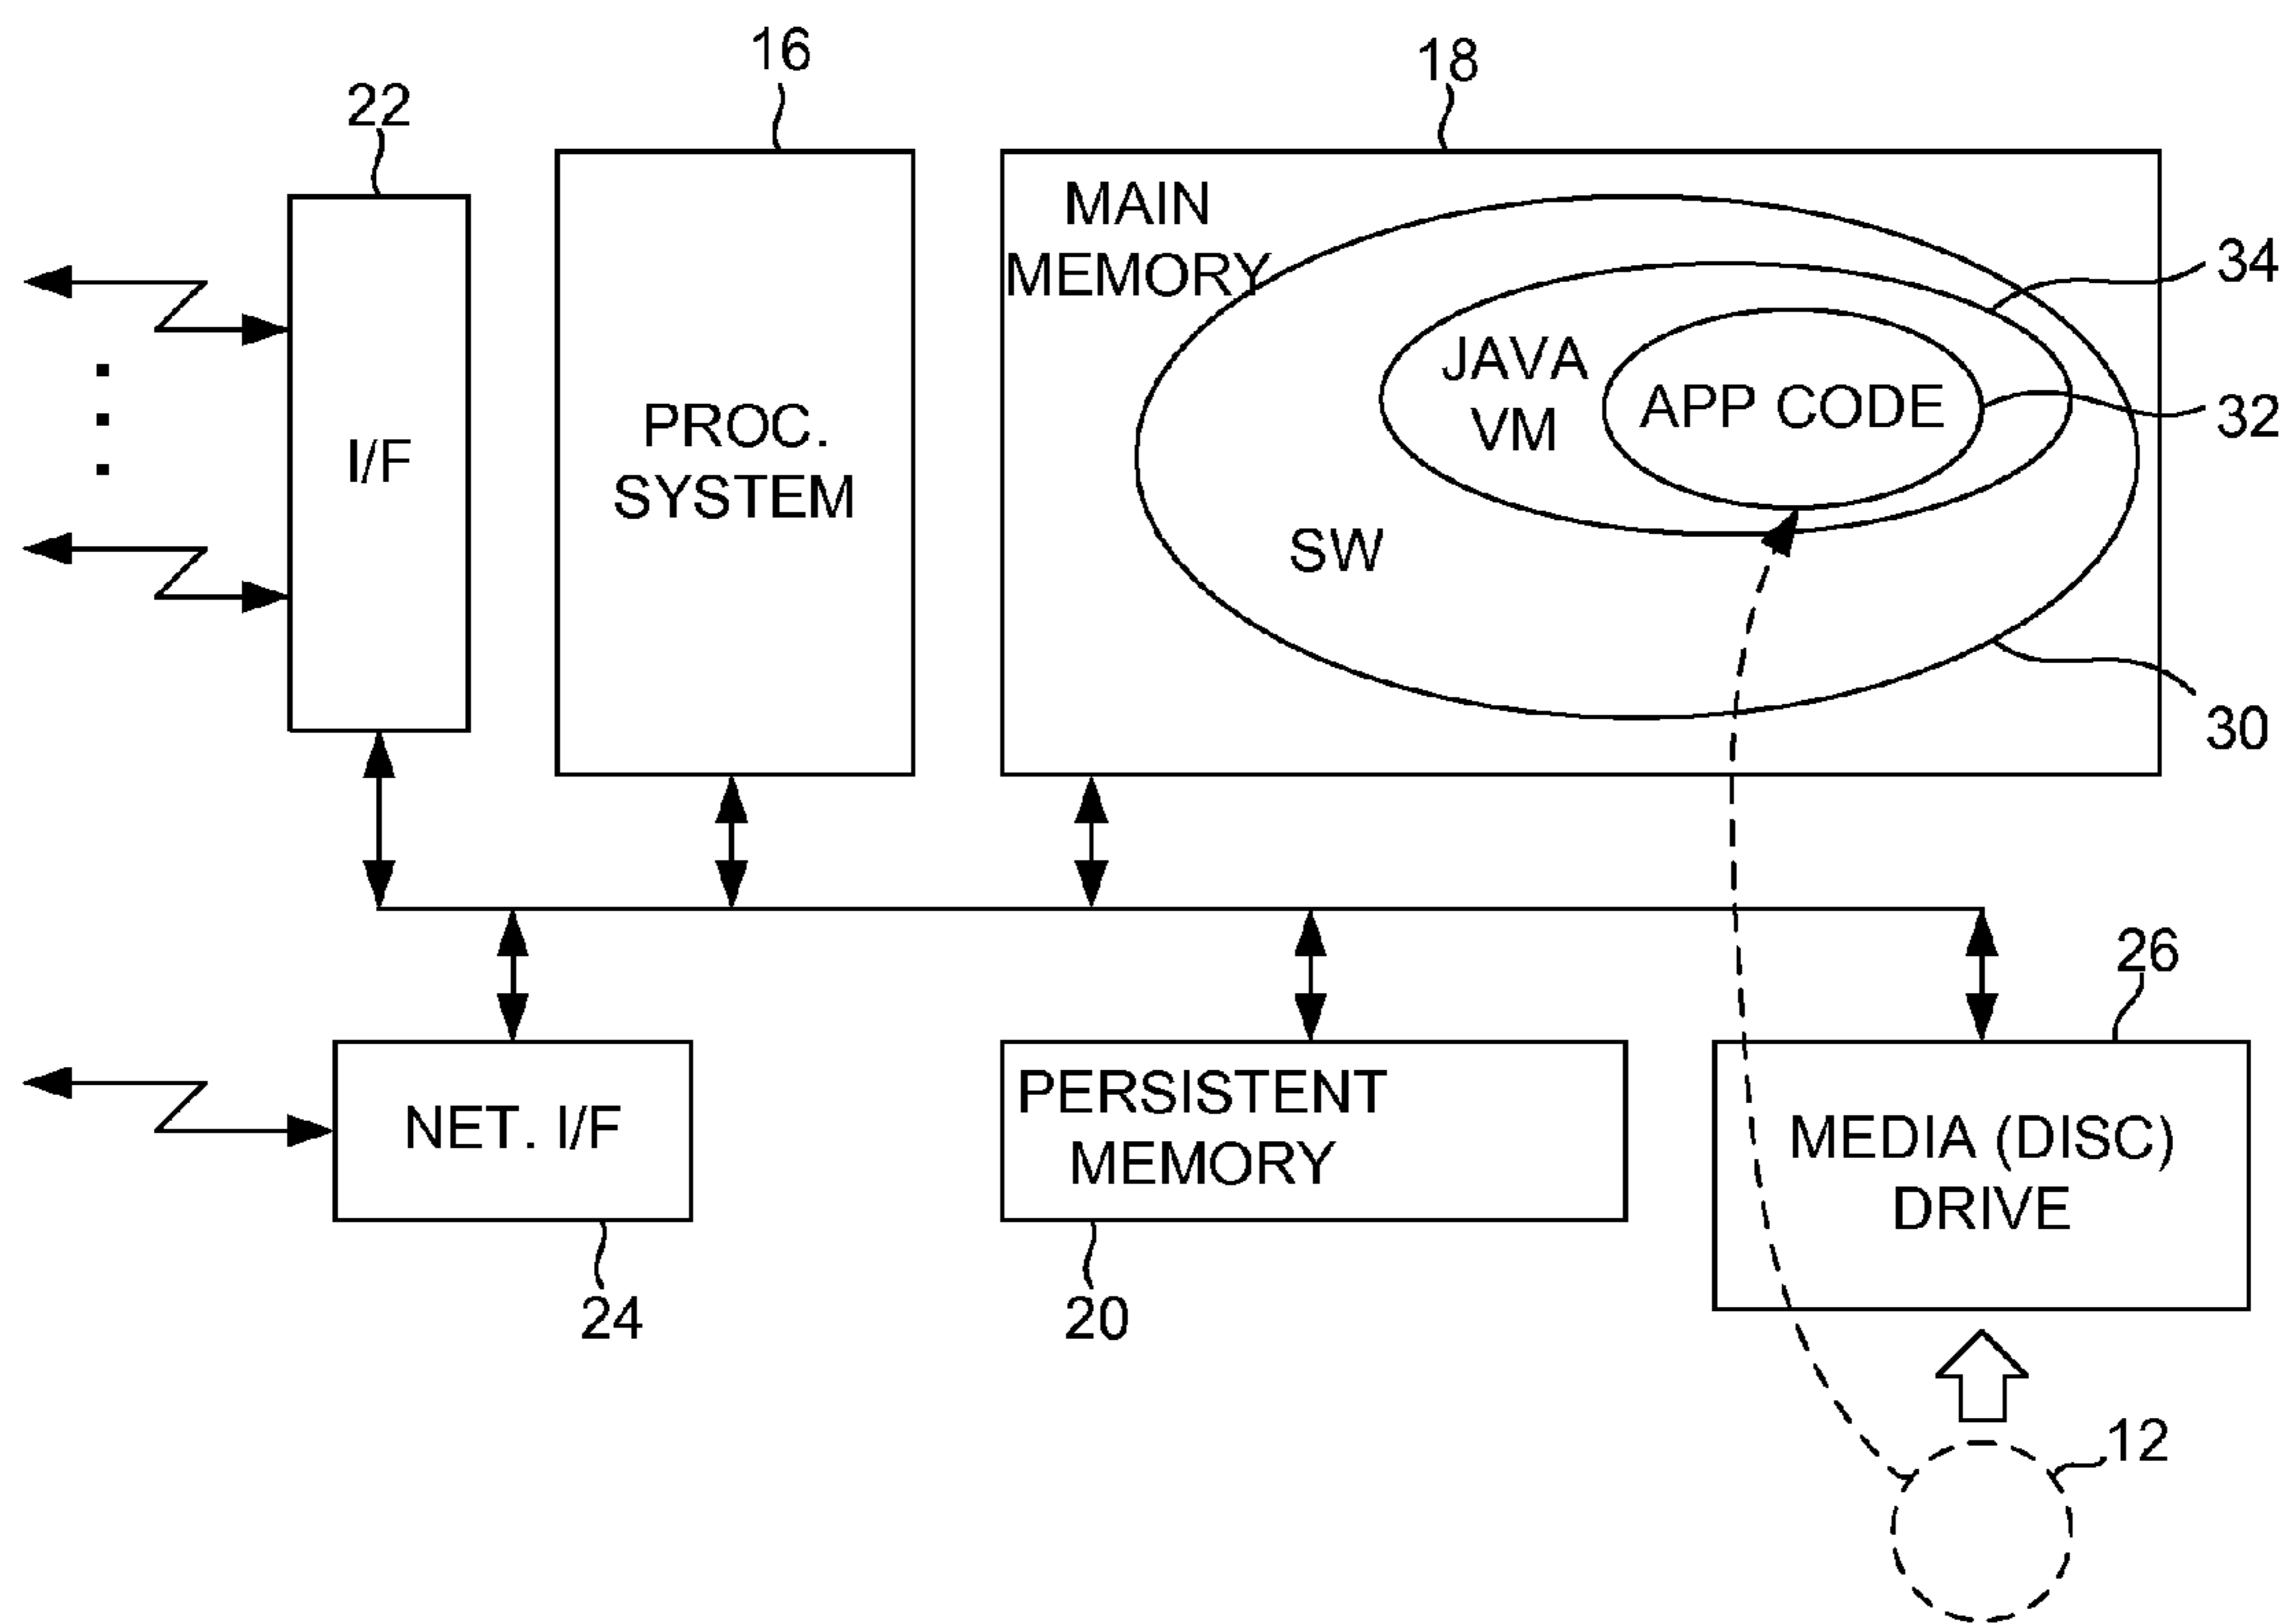 16
18
22
MAIN
MEMORY
34
JAVA
VM
APP CODE
32
I/F
PROC.
SYSTEM
SW
30
26
NET. I/F
PERSISTENT
MEMORY
MEDIA (DISC)
DRIVE
24
20
12